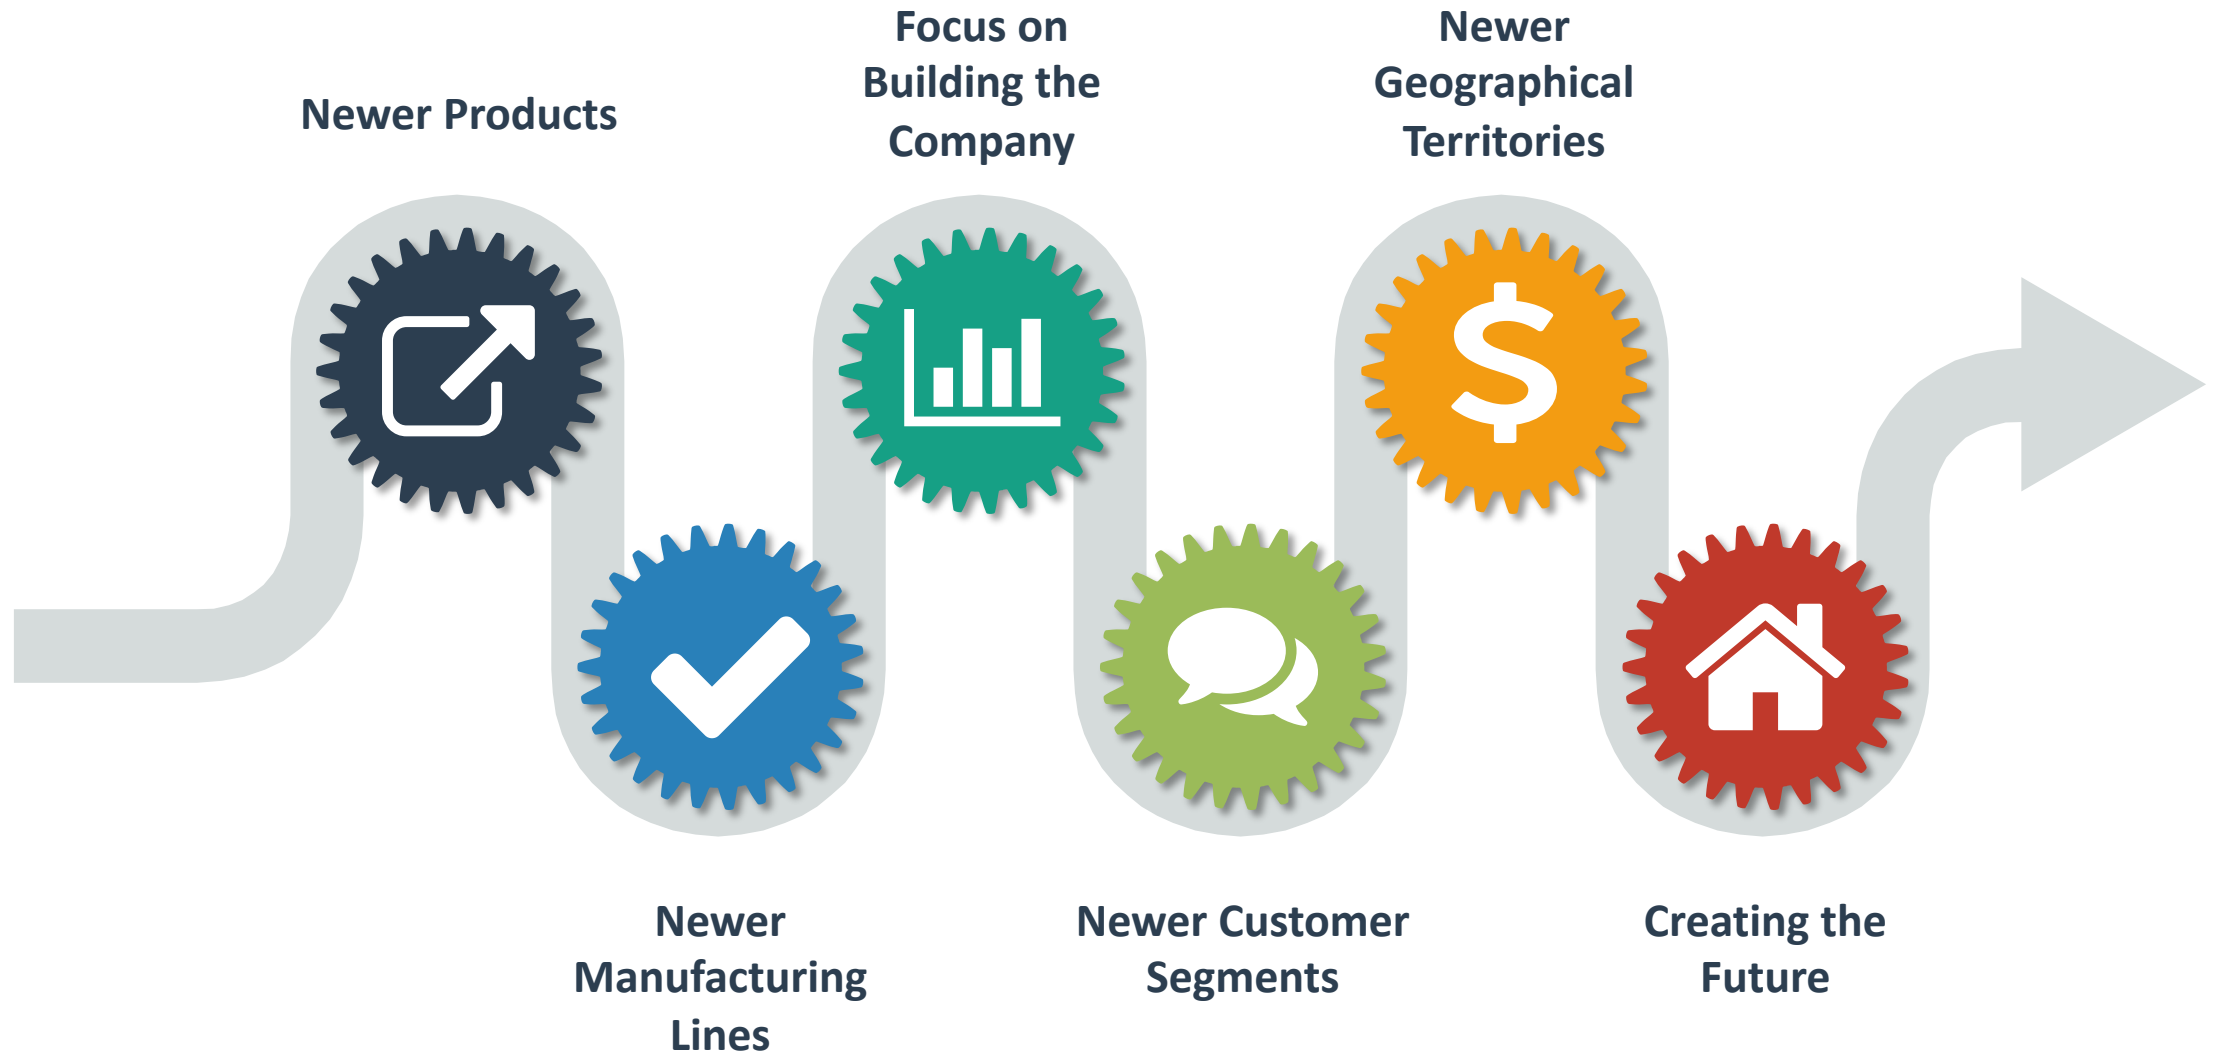 Newer Products
Newer
Manufacturing
Lines
Focus on
Building the
Company
Newer Customer
Segments
Newer
Geographical
Territories
Creating the
Future